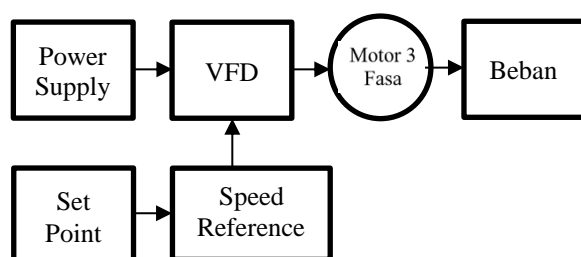 Power
Supply
VFD
Motor 3
Fasa
Beban
Set
Point
Speed
Reference